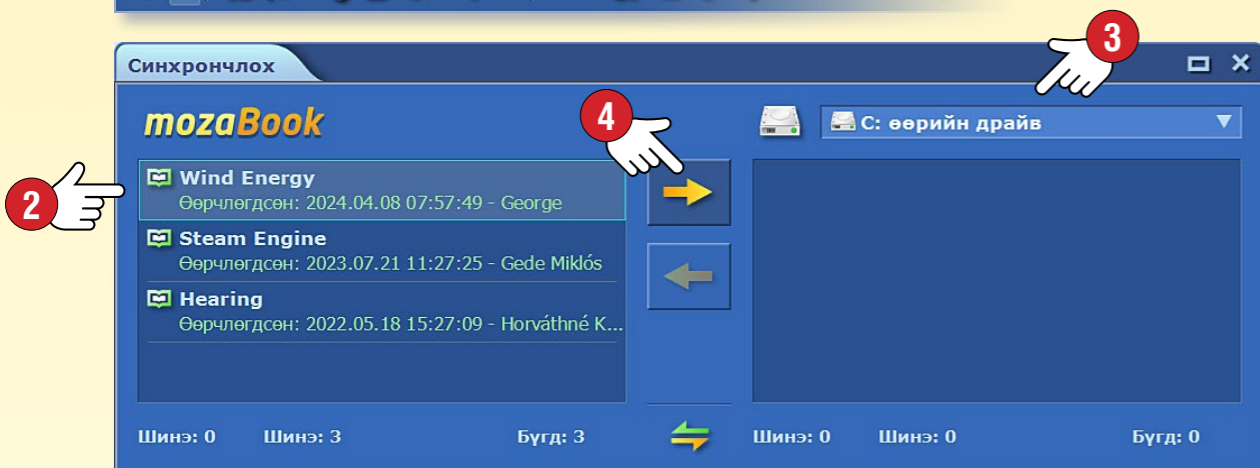 3
Синхрончлох
mozaBook
4
C: өөрийн драйв
2
Wind Energy
Өөрчлөгдсөн: 2024.04.08 07:57:49 - George
Steam Engine
Өөрчлөгдсөн: 2023.07.21 11:27:25 - Gede Miklós
Hearing
Өөрчлөгдсөн: 2022.05.18 15:27:09 - Horváthné K...
Шинэ: 0 Шинэ: 3 Бүгд: 3
Шинэ: 0 Шинэ: 0 Бүгд: 0